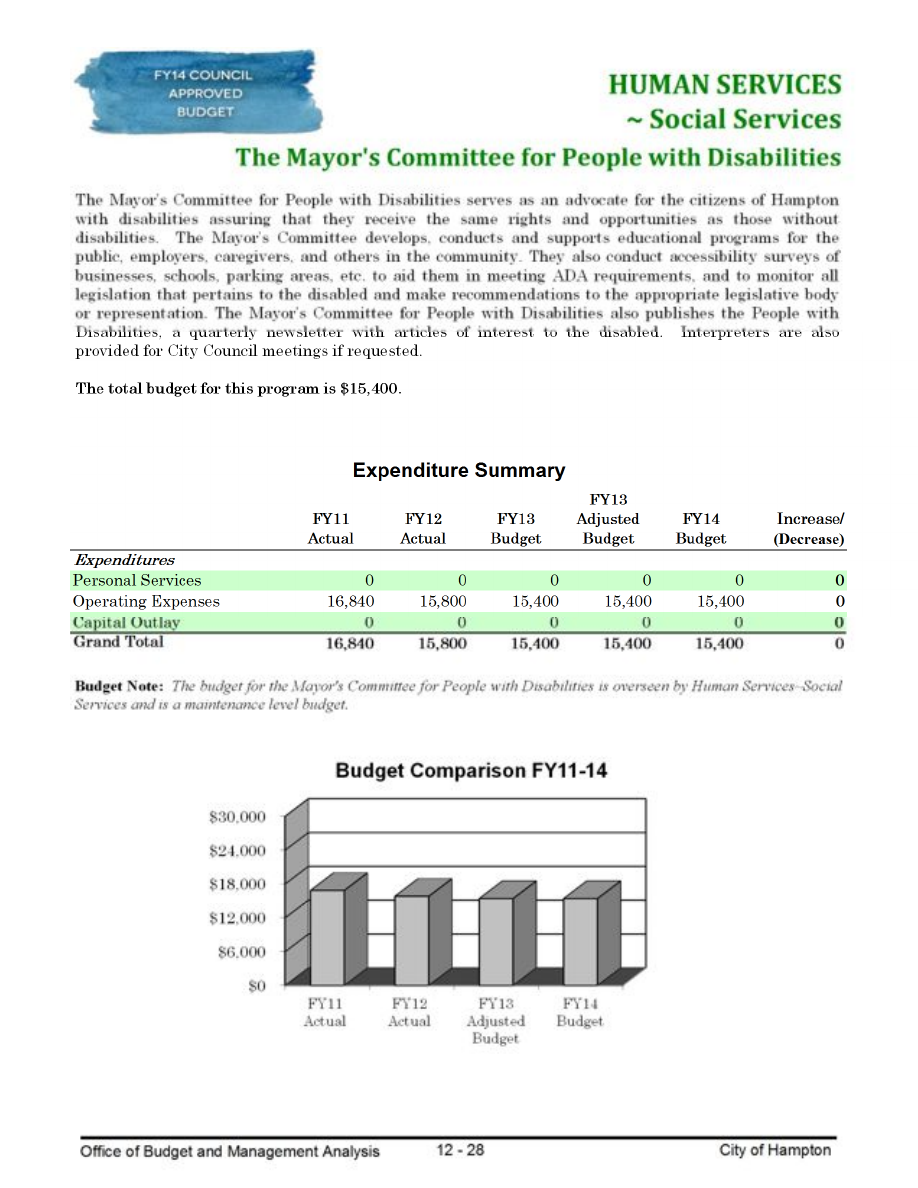 FY14 COUNCIL
APPROVED
BUDGET
HUMAN SERVICES
~ Social Services
The Mayor's Committee for People with Disabilities
The Mayor's Committee for People with Disabilities serves as an advocate for the citizens of Hampton
with disabilities assuring that they receive the same rights and opportunities as those without
disabilities. The Mayor's Committee develops, conducts and supports educational programs for the
public, employers, caregivers, and others in the community. They also conduct accessibility surveys of
businesses, schools, parking areas, etc. to aid them in meeting ADA requirements, and to monitor all
legislation that pertains to the disabled and make recommendations to the appropriate legislative body
or representation. The Mayor's Committee for People with Disabilities also publishes the People with
Disabilities, a quarterly newsletter with articles of interest to the disabled. Interpreters are also
provided for City Council meetings if requested.
The total budget for this program is $15,400.
Expenditure Summary
FY13
FY11 FY12 FY13 Adjusted FY14 Increase/
Actual Actual Budget Budget Budget (Decrease)
Expenditures
Personal Services 0 0 0 0 0 0
Operating Expenses 16,840 15,800 15,400 15,400 15,400 0
Capital Outlay 0 0 0 0 0 0
Grand Total 16,840 15,800 15,400 15,400 15,400 0
Budget Note: The budget for the Mayor's Committee for People with Disabilities is overseen by Human Services–Social
Services and is a maintenance level budget.
Budget Comparison FY11-14
$30,000
$24,000
$18,000
$12,000
$6,000
$0
FY11 FY12 FY13 FY14
Actual Actual Adjusted Budget
Budget
Office of Budget and Management Analysis 12 - 28 City of Hampton